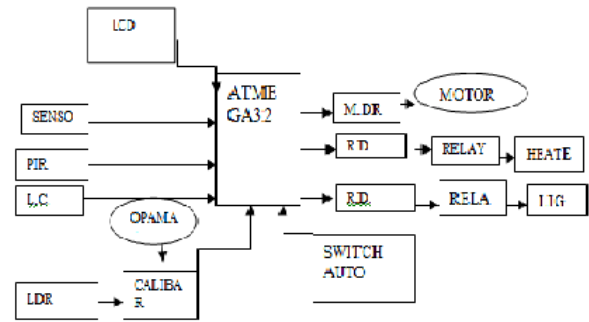 LCD
ATME
GA32
M.DR
MOTOR
SENSO
R.D
RELAY
HEATE
PIR
L.C
R.D.
RELA
LIG
OPAMA
SWITCH
AUTO
CALIBA
R
LDR